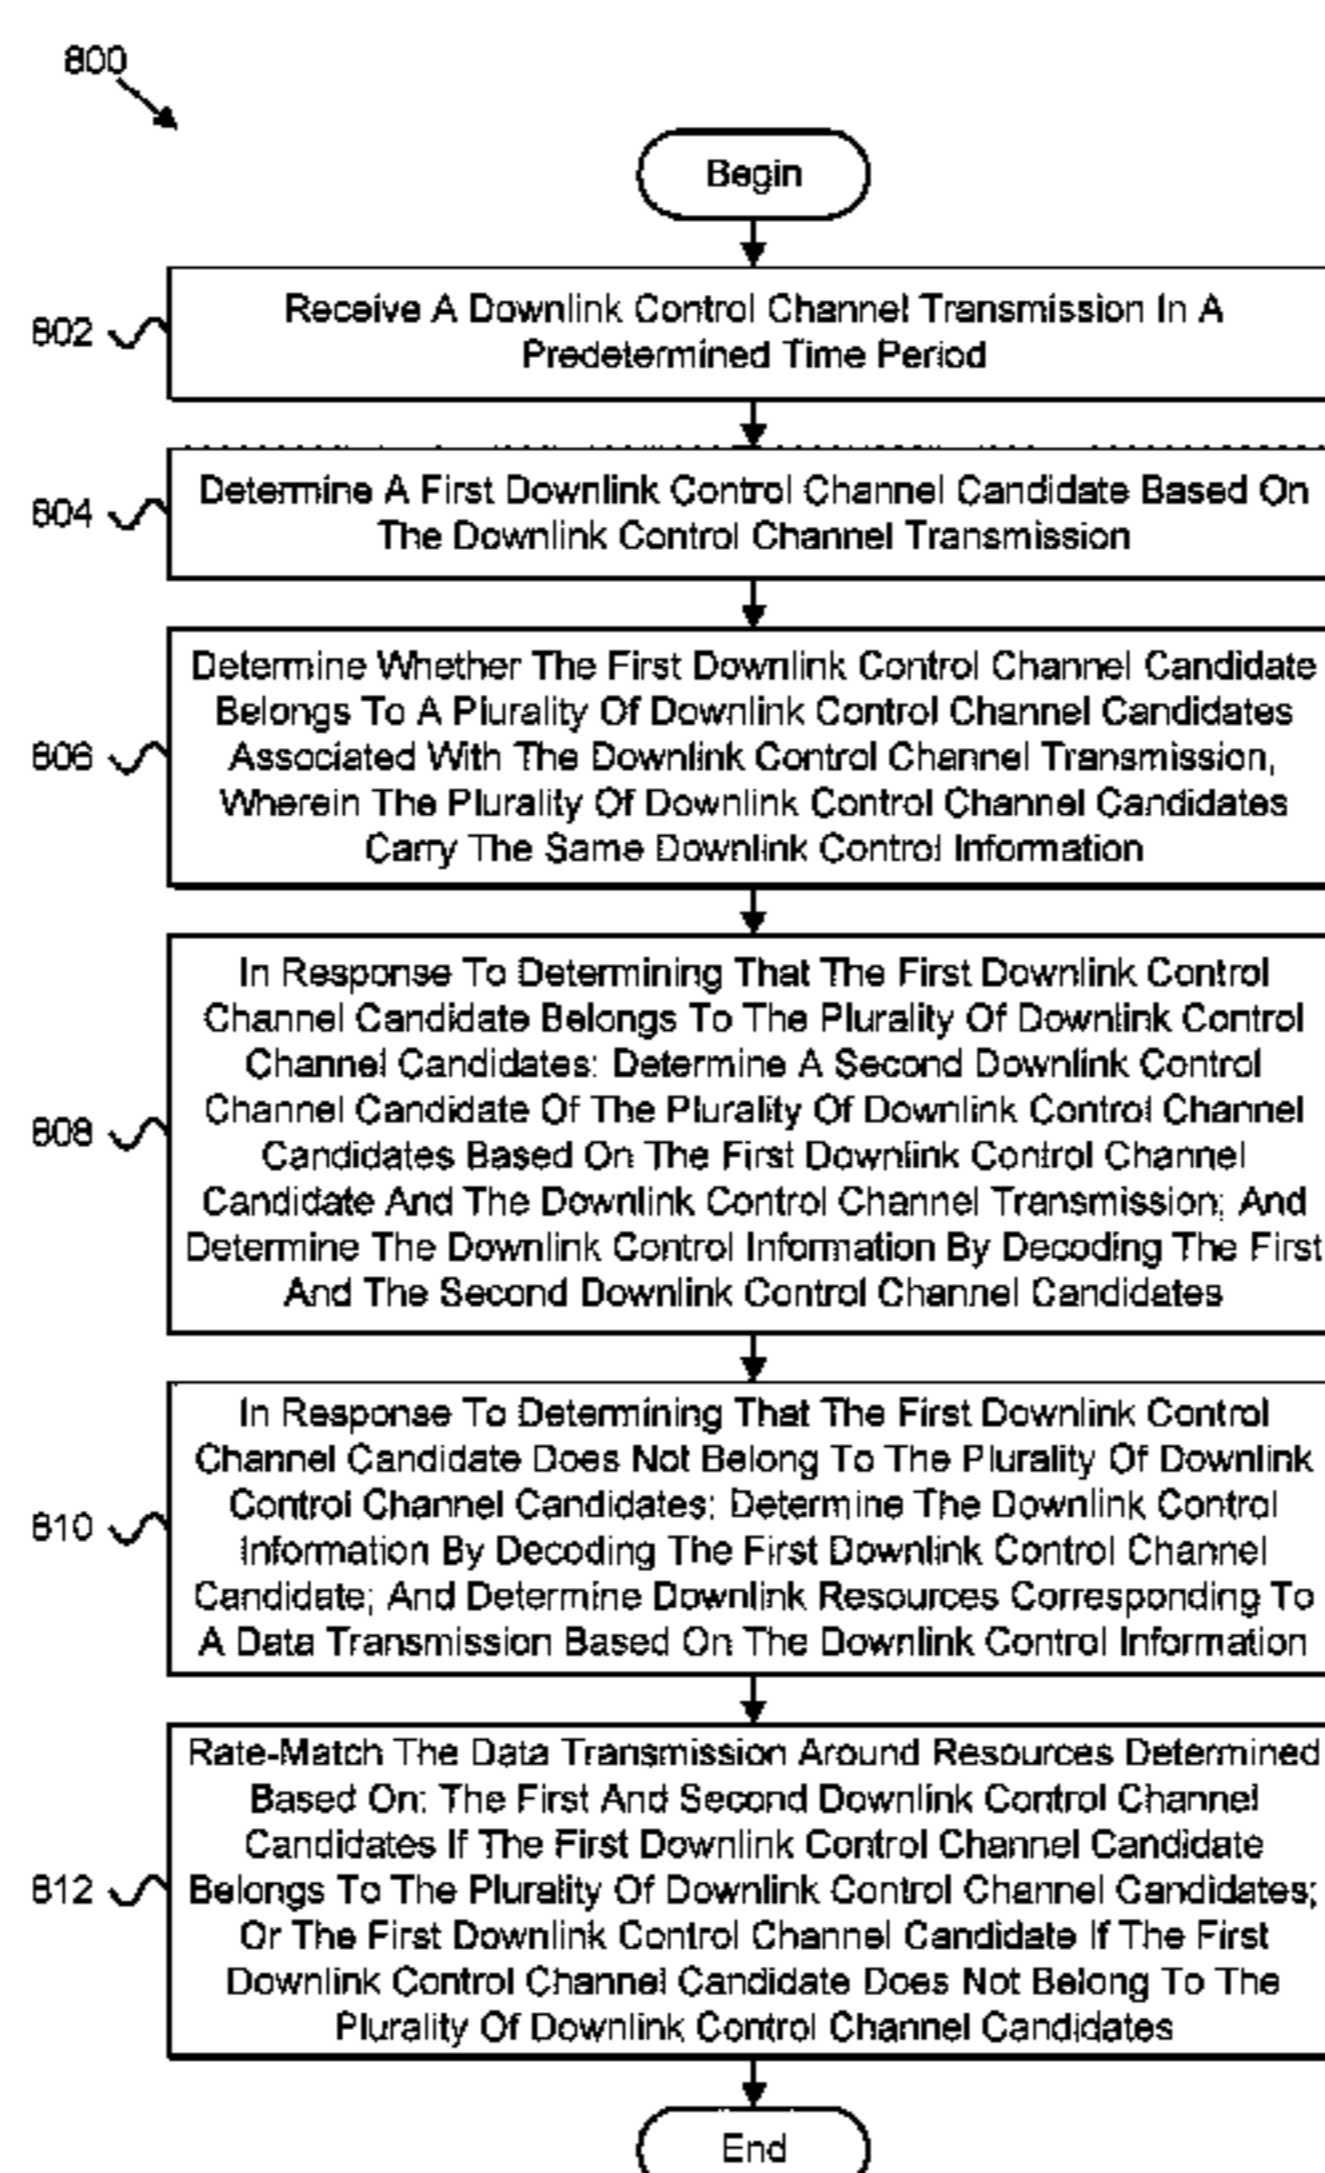 800
Begin
802
Receive A Downlink Control Channel Transmission In A
Predetermined Time Period
804
Determine A First Downlink Control Channel Candidate Based On
The Downlink Control Channel Transmission
806
Determine Whether The First Downlink Control Channel Candidate
Belongs To A Plurality Of Downlink Control Channel Candidates
Associated With The Downlink Control Channel Transmission,
Wherein The Plurality Of Downlink Control Channel Candidates
Carry The Same Downlink Control Information
808
In Response To Determining That The First Downlink Control
Channel Candidate Belongs To The Plurality Of Downlink Control
Channel Candidates: Determine A Second Downlink Control
Channel Candidate Of The Plurality Of Downlink Control Channel
Candidates Based On The First Downlink Control Channel
Candidate And The Downlink Control Channel Transmission; And
Determine The Downlink Control Information By Decoding The First
And The Second Downlink Control Channel Candidates
810
In Response To Determining That The First Downlink Control
Channel Candidate Does Not Belong To The Plurality Of Downlink
Control Channel Candidates: Determine The Downlink Control
Information By Decoding The First Downlink Control Channel
Candidate; And Determine Downlink Resources Corresponding To
A Data Transmission Based On The Downlink Control Information
812
Rate-Match The Data Transmission Around Resources Determined
Based On: The First And Second Downlink Control Channel
Candidates If The First Downlink Control Channel Candidate
Belongs To The Plurality Of Downlink Control Channel Candidates;
Or The First Downlink Control Channel Candidate If The First
Downlink Control Channel Candidate Does Not Belong To The
Plurality Of Downlink Control Channel Candidates
End